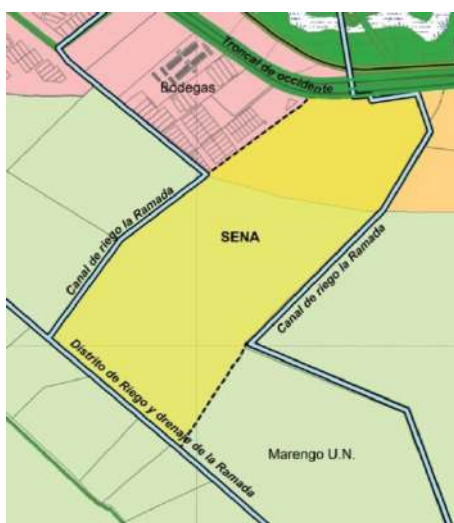 Troncal de occidente
Bodegas
Canal de riego la Ramada
SENA
Canal de riego la Ramada
Distrito de Riego y drenaje de la Ramada
Marengo U.N.